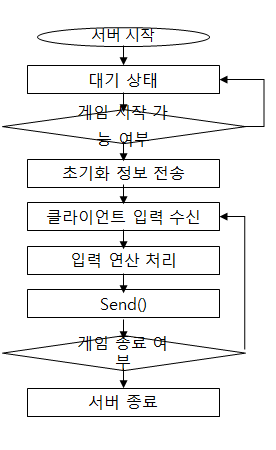 서버 시작
대기 상태
게임 시작 가
능 여부
초기화 정보 전송
클라이언트 입력 수신
입력 연산 처리
Send()
게임 종료 여
부
서버 종료